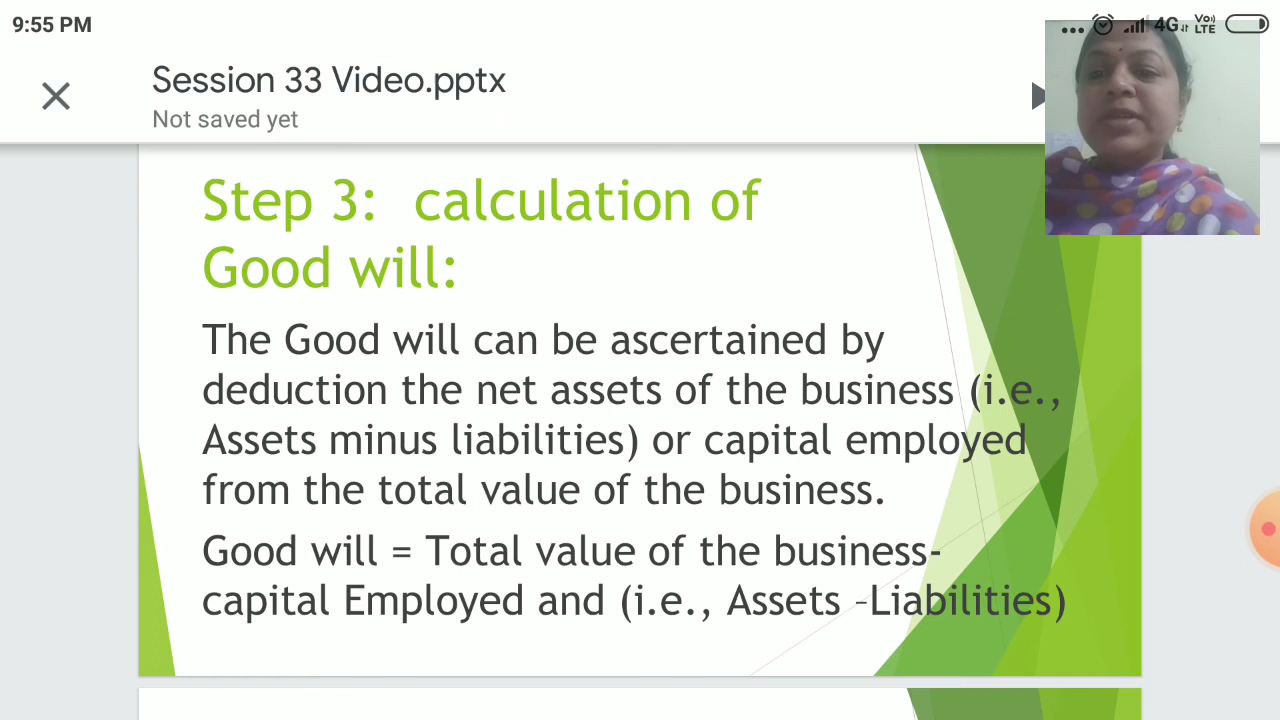 9:55 PM
4G
Vo)
LTE
Session 33 Video.pptx
Not saved yet
Step 3: calculation of
Good will:
The Good will can be ascertained by
deduction the net assets of the business (i.e.,
Assets minus liabilities) or capital employed
from the total value of the business.
Good will = Total value of the business-
capital Employed and (i.e., Assets –Liabilities)